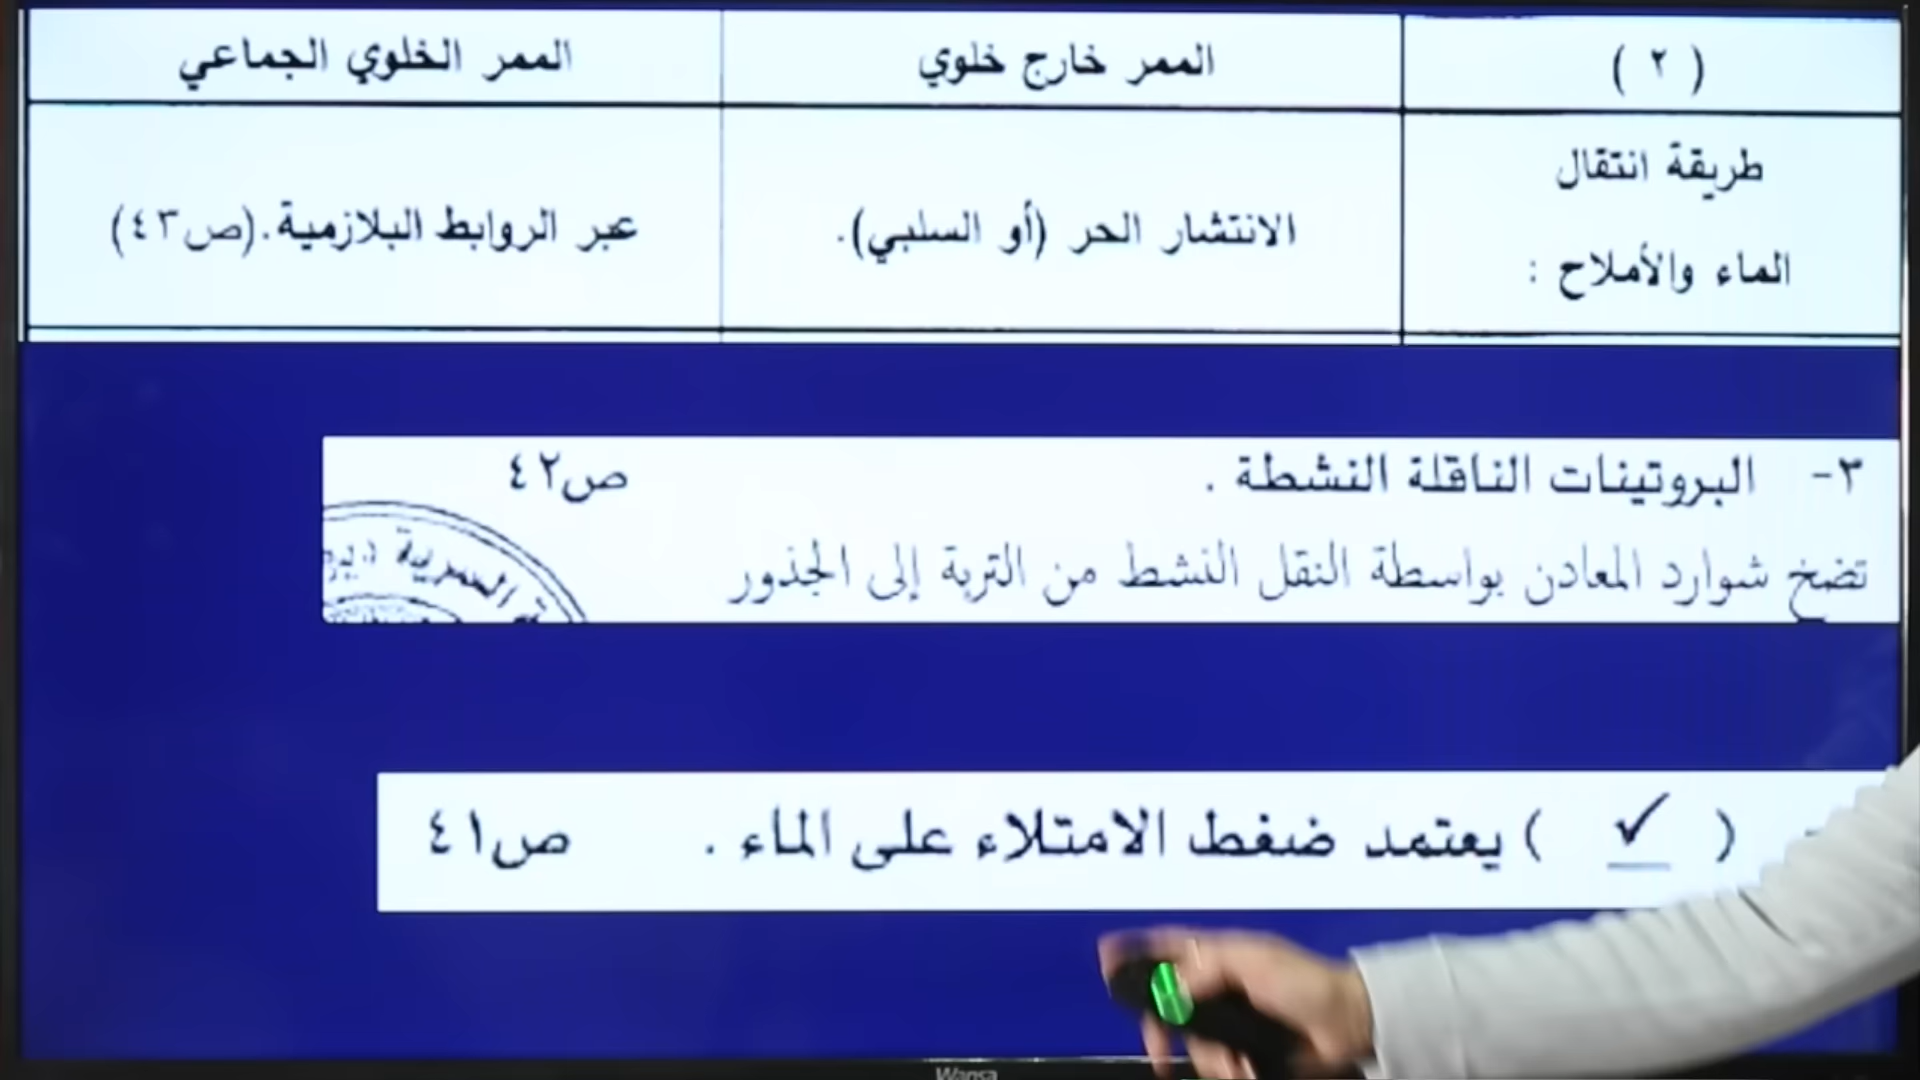 ( ٢ )
الممر خارج خلوي
الممر الخلوي الجماعي
طريقة انتقال
الماء والأملاح :
الانتشار الحر (أو السلبي).
عبر الروابط البلازمية.(ص٤٣)
٣- البروتينات الناقلة النشطة . ص٤٢
تضخ شوارد المعادن بواسطة النقل النشط من التربة إلى الجذور
( ✓ ) يعتمد ضغط الامتلاء على الماء . ص٤١
Wansa